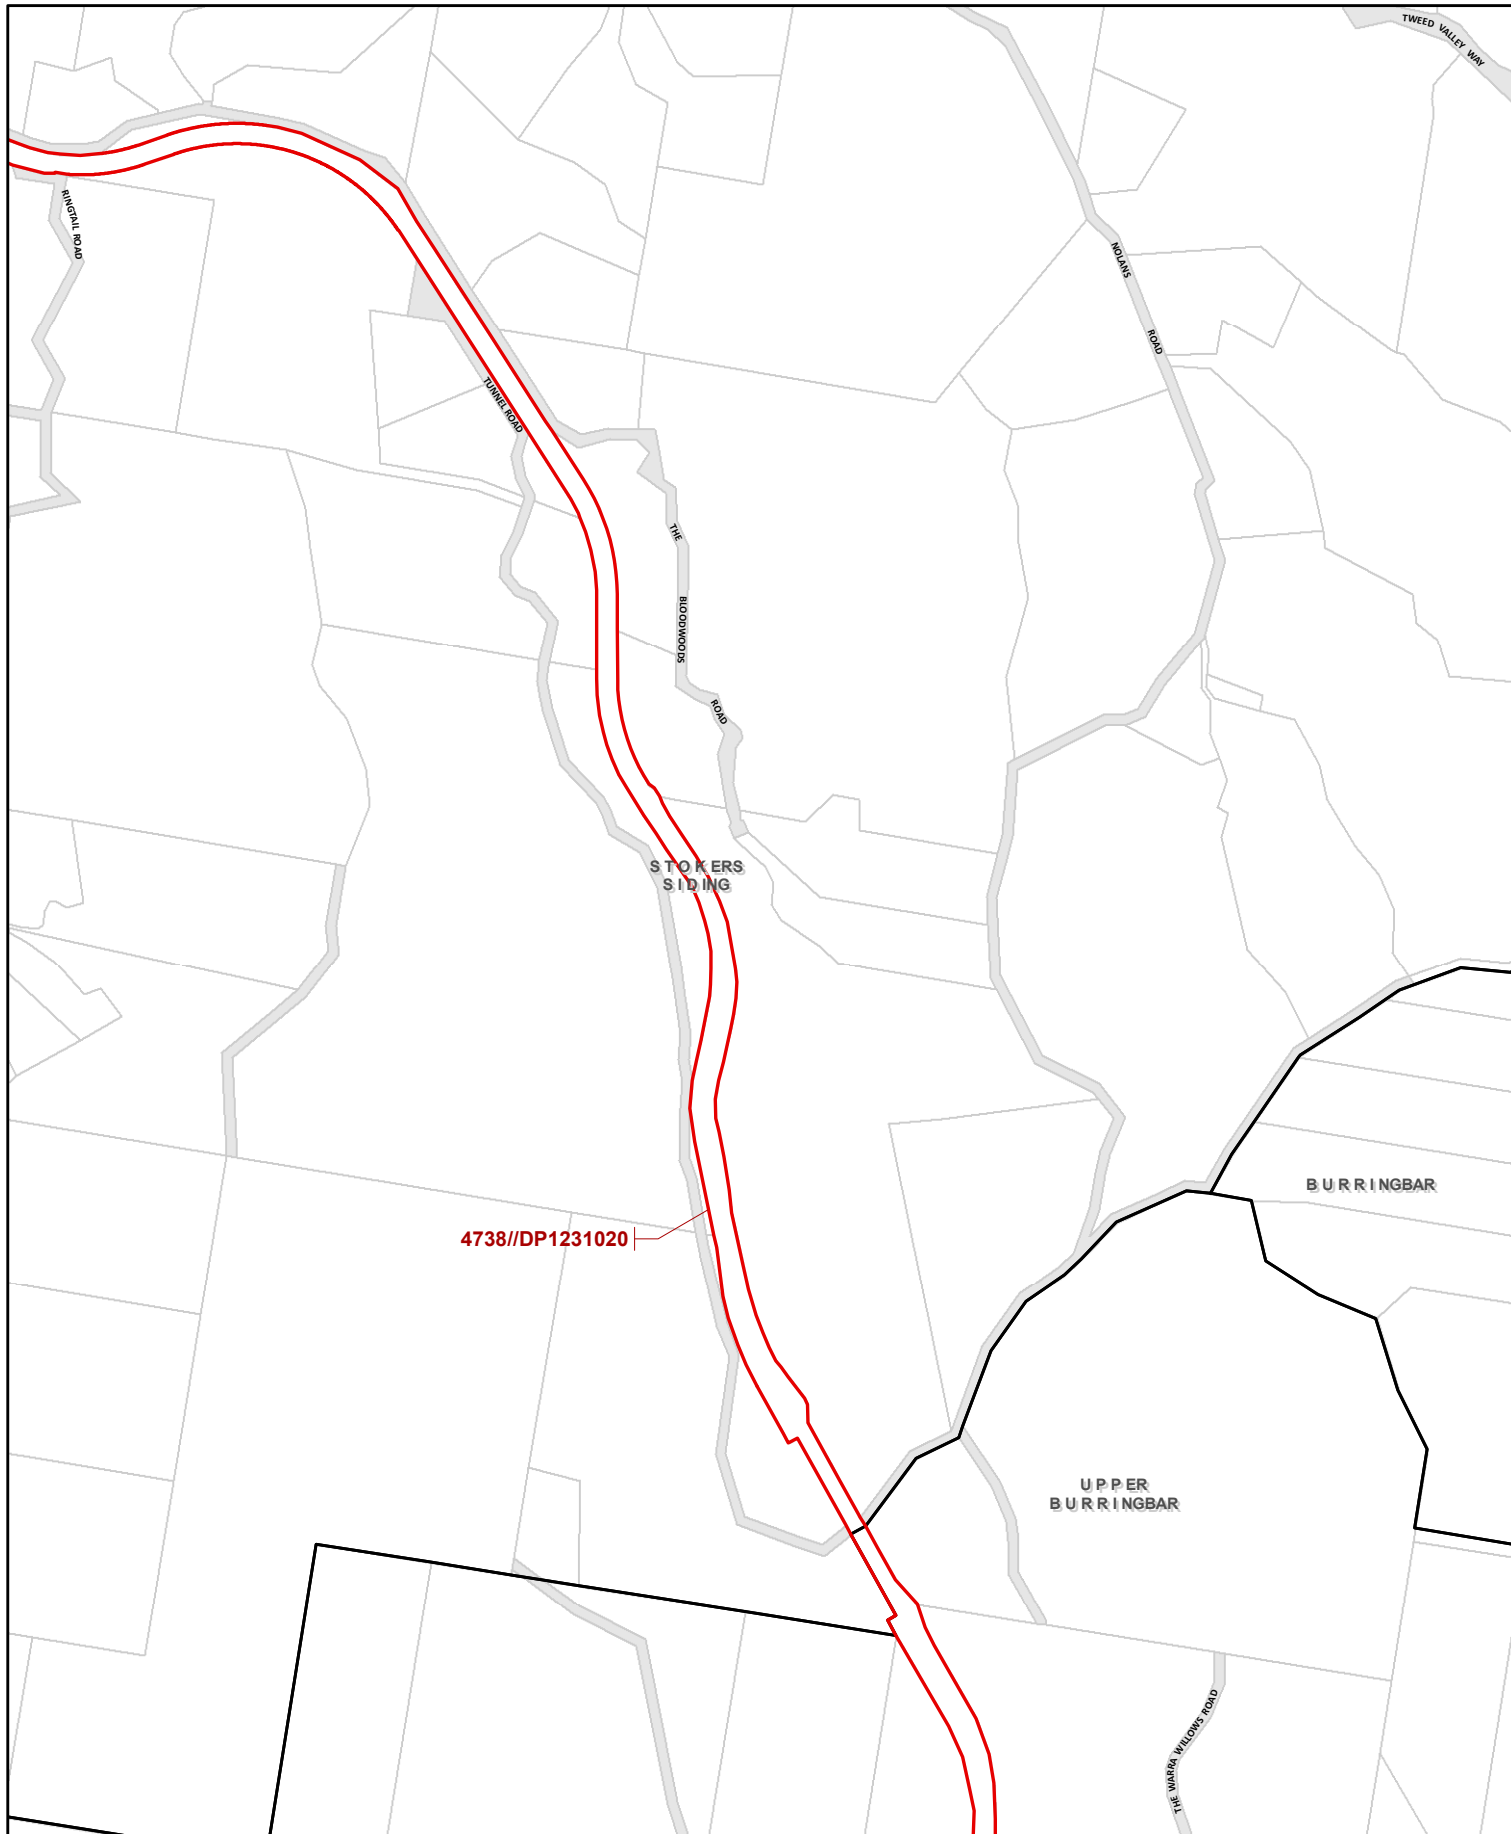 TWEED VALLEY WAY
RINGTAIL ROAD
NOLANS
ROAD
TUNNEL ROAD
THE
BLOODWOODS
ROAD
STOKERS
SIDING
BURRINGBAR
4738//DP1231020
UPPER
BURRINGBAR
THE WARRA WILLOWS ROAD